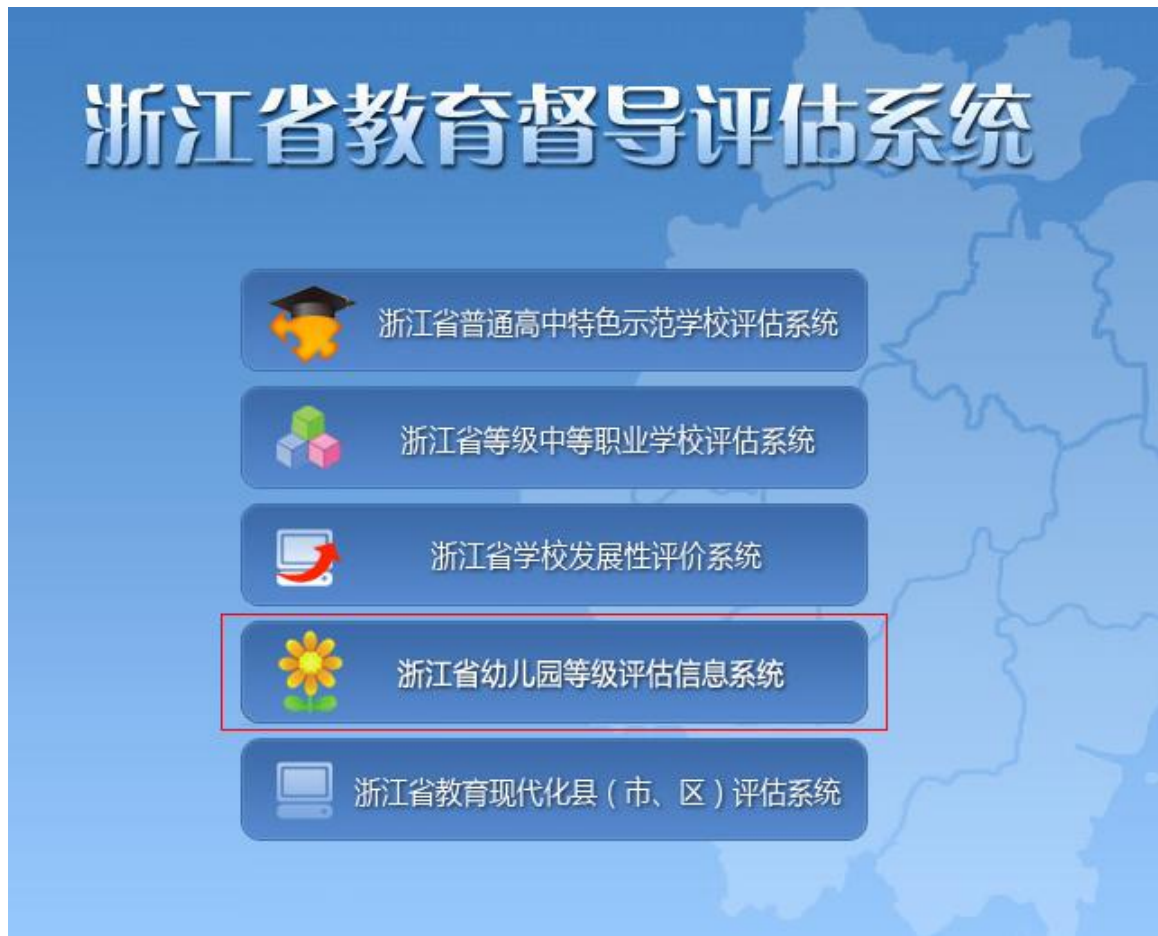 浙江省教育督导评估系统
浙江省普通高中特色示范学校评估系统
浙江省等级中等职业学校评估系统
浙江省学校发展性评价系统
浙江省幼儿园等级评估信息系统
浙江省教育现代化县（市、区）评估系统